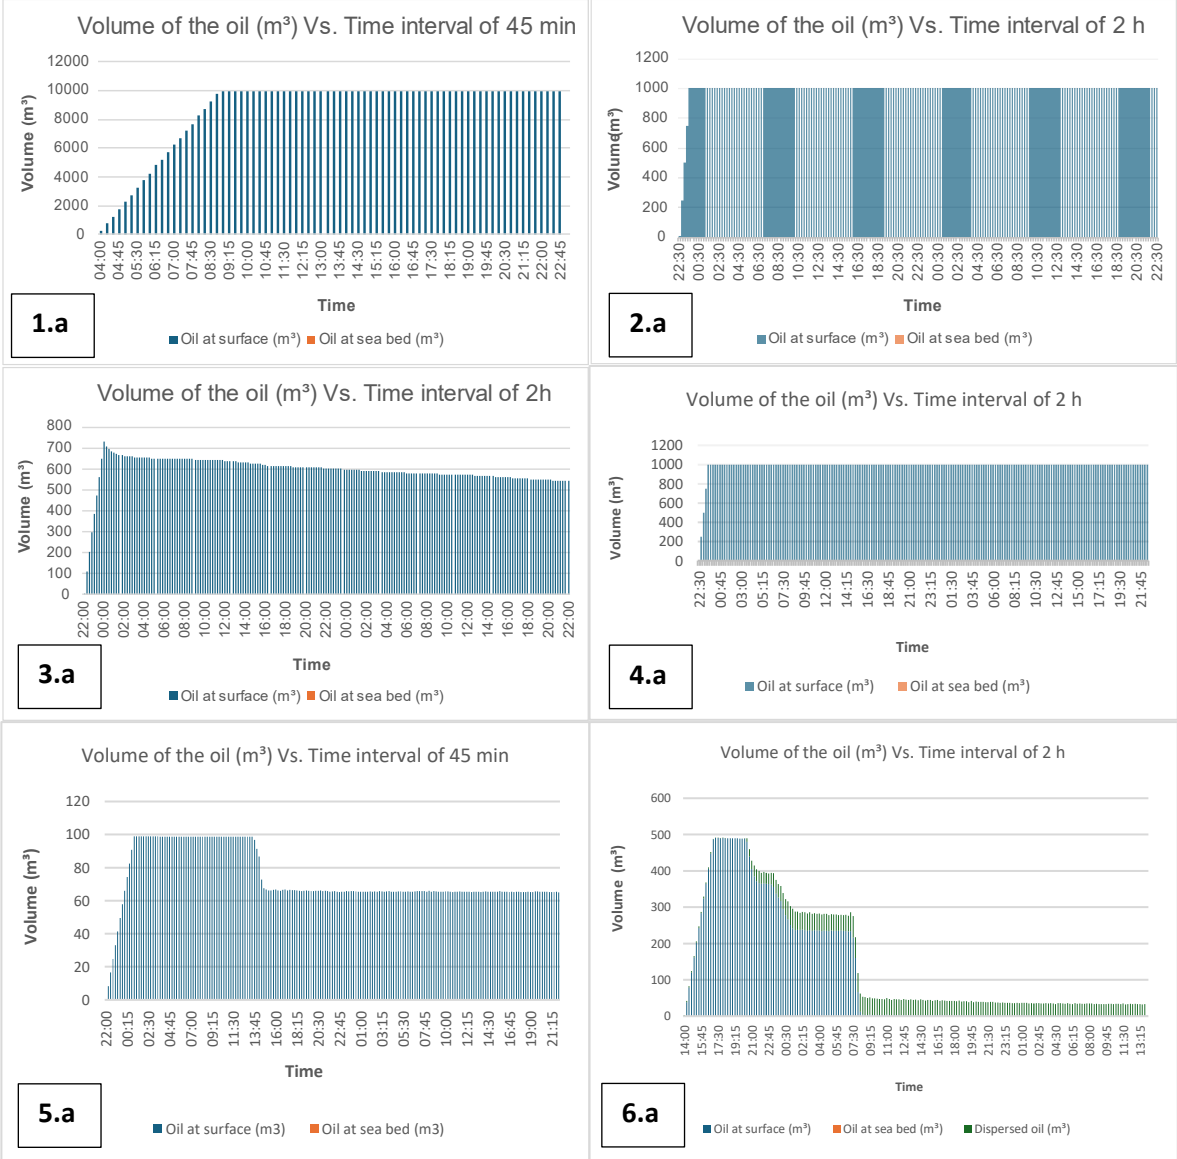 Volume of the oil (m³) Vs. Time interval of 45 min
12000
10000
8000
6000
4000
2000
0
Volume (m³)
04:00 04:45 05:30 06:15 07:00 07:45 08:30 09:15 10:00 10:45 11:30 12:15 13:00 13:45 14:30 15:15 16:00 16:45 17:30 18:15 19:00 19:45 20:30 21:15 22:00 22:45
Time
1.a
Oil at surface (m³) Oil at sea bed (m³)
Volume of the oil (m³) Vs. Time interval of 2 h
1200
1000
800
600
400
200
0
Volume(m³)
22:30 00:30 02:30 04:30 06:30 08:30 10:30 12:30 14:30 16:30 18:30 20:30 22:30 00:30 02:30 04:30 06:30 08:30 10:30 12:30 14:30 16:30 18:30 20:30 22:30
Time
2.a
Oil at surface (m³) Oil at sea bed (m³)
Volume of the oil (m³) Vs. Time interval of 2h
800
700
600
500
400
300
200
100
0
Volume (m³)
22:00 00:00 02:00 04:00 06:00 08:00 10:00 12:00 14:00 16:00 18:00 20:00 22:00 00:00 02:00 04:00 06:00 08:00 10:00 12:00 14:00 16:00 18:00 20:00 22:00
Time
3.a
Oil at surface (m³) Oil at sea bed (m³)
Volume of the oil (m³) Vs. Time interval of 2 h
1200
1000
800
600
400
200
0
Volume (m³)
22:30 00:45 03:00 05:15 07:30 09:45 12:00 14:15 16:30 18:45 21:00 23:15 01:30 03:45 06:00 08:15 10:30 12:45 15:00 17:15 19:30 21:45
Time
4.a
Oil at surface (m³) Oil at sea bed (m³)
Volume of the oil (m³) Vs. Time interval of 45 min
120
100
80
60
40
20
0
Volume (m³)
22:00 00:15 02:30 04:45 07:00 09:15 11:30 13:45 16:00 18:15 20:30 22:45 01:00 03:15 05:30 07:45 10:00 12:15 14:30 16:45 19:00 21:15
Time
5.a
Oil at surface (m3) Oil at sea bed (m3)
Volume of the oil (m³) Vs. Time interval of 2 h
600
500
400
300
200
100
0
Volume (m³)
14:00 15:45 17:30 19:15 21:00 22:45 00:30 02:15 04:00 05:45 07:30 09:15 11:00 12:45 14:30 16:15 18:00 19:45 21:30 23:15 01:00 02:45 04:30 06:15 08:00 09:45 11:30 13:15
Time
6.a
Oil at surface (m³) Oil at sea bed (m³) Dispersed oil (m³)